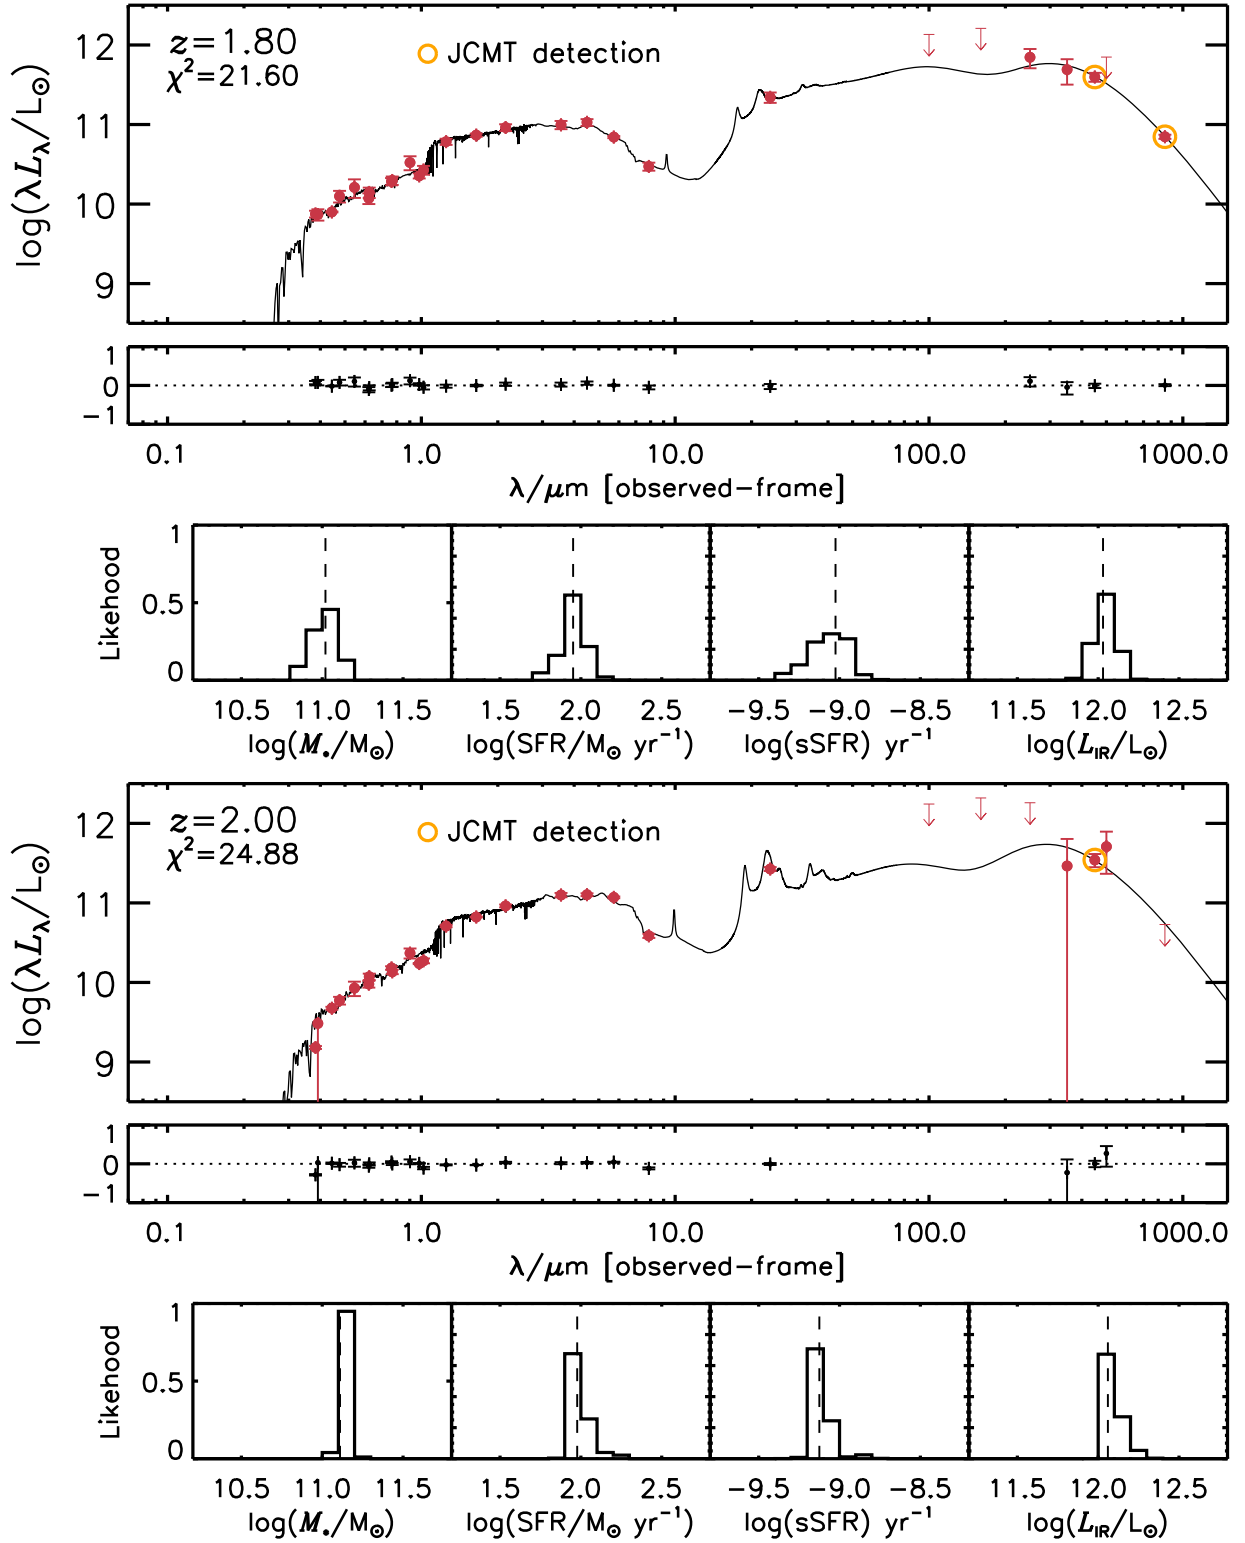 z=1.80
χ²=21.60
JCMT detection
12
11
10
9
log(λLλ/L⊙)
1
0
−1
0.1 1.0 10.0 100.0 1000.0
λ/μm [observed−frame]
Likehood
1
0.5
0
10.5 11.0 11.5
log(M*/M⊙)
1.5 2.0 2.5
log(SFR/M⊙ yr⁻¹)
−9.5 −9.0 −8.5
log(sSFR) yr⁻¹
11.5 12.0 12.5
log(L_IR/L⊙)
z=2.00
χ²=24.88
JCMT detection
12
11
10
9
log(λLλ/L⊙)
1
0
−1
0.1 1.0 10.0 100.0 1000.0
λ/μm [observed−frame]
Likehood
1
0.5
0
10.5 11.0 11.5
log(M*/M⊙)
1.5 2.0 2.5
log(SFR/M⊙ yr⁻¹)
−9.5 −9.0 −8.5
log(sSFR) yr⁻¹
11.5 12.0 12.5
log(L_IR/L⊙)